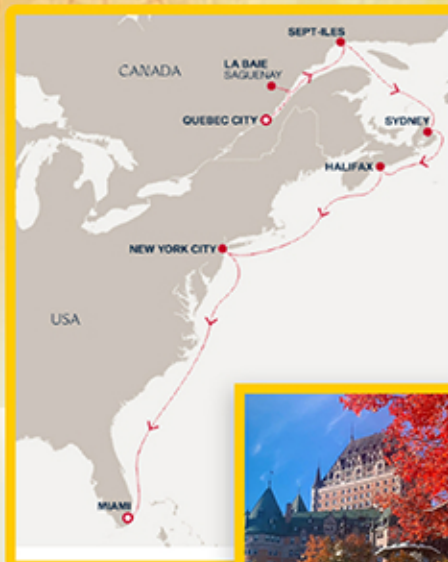 SEPT-ILES
CANADA
LA BAIE
SAGUENAY
QUEBEC CITY
SYDNEY
HALIFAX
NEW YORK CITY
USA
MIAMI